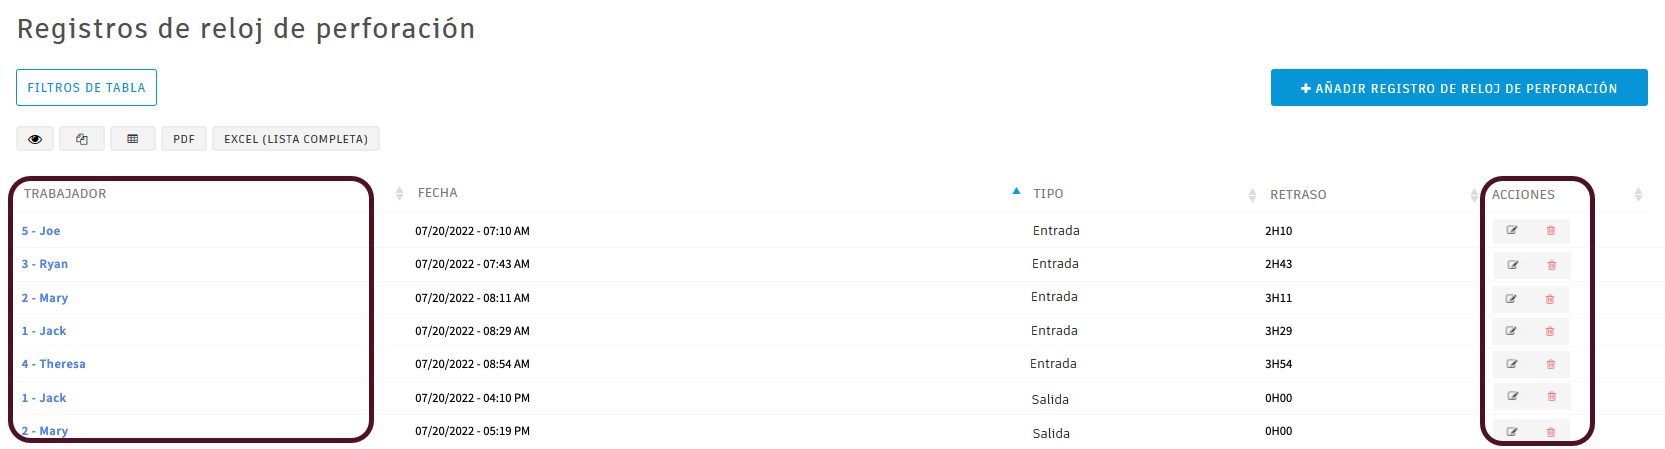 Registros de reloj de perforación
FILTROS DE TABLA
AÑADIR REGISTRO DE RELOJ DE PERFORACIÓN
PDF EXCEL (LISTA COMPLETA)
TRABAJADOR FECHA TIPO RETRASO ACCIONES
5 - Joe 07/20/2022 - 07:10 AM Entrada 2H10
3 - Ryan 07/20/2022 - 07:43 AM Entrada 2H43
2 - Mary 07/20/2022 - 08:11 AM Entrada 3H11
1 - Jack 07/20/2022 - 08:29 AM Entrada 3H29
4 - Theresa 07/20/2022 - 08:54 AM Entrada 3H54
1 - Jack 07/20/2022 - 04:10 PM Salida 0H00
2 - Mary 07/20/2022 - 05:19 PM Salida 0H00